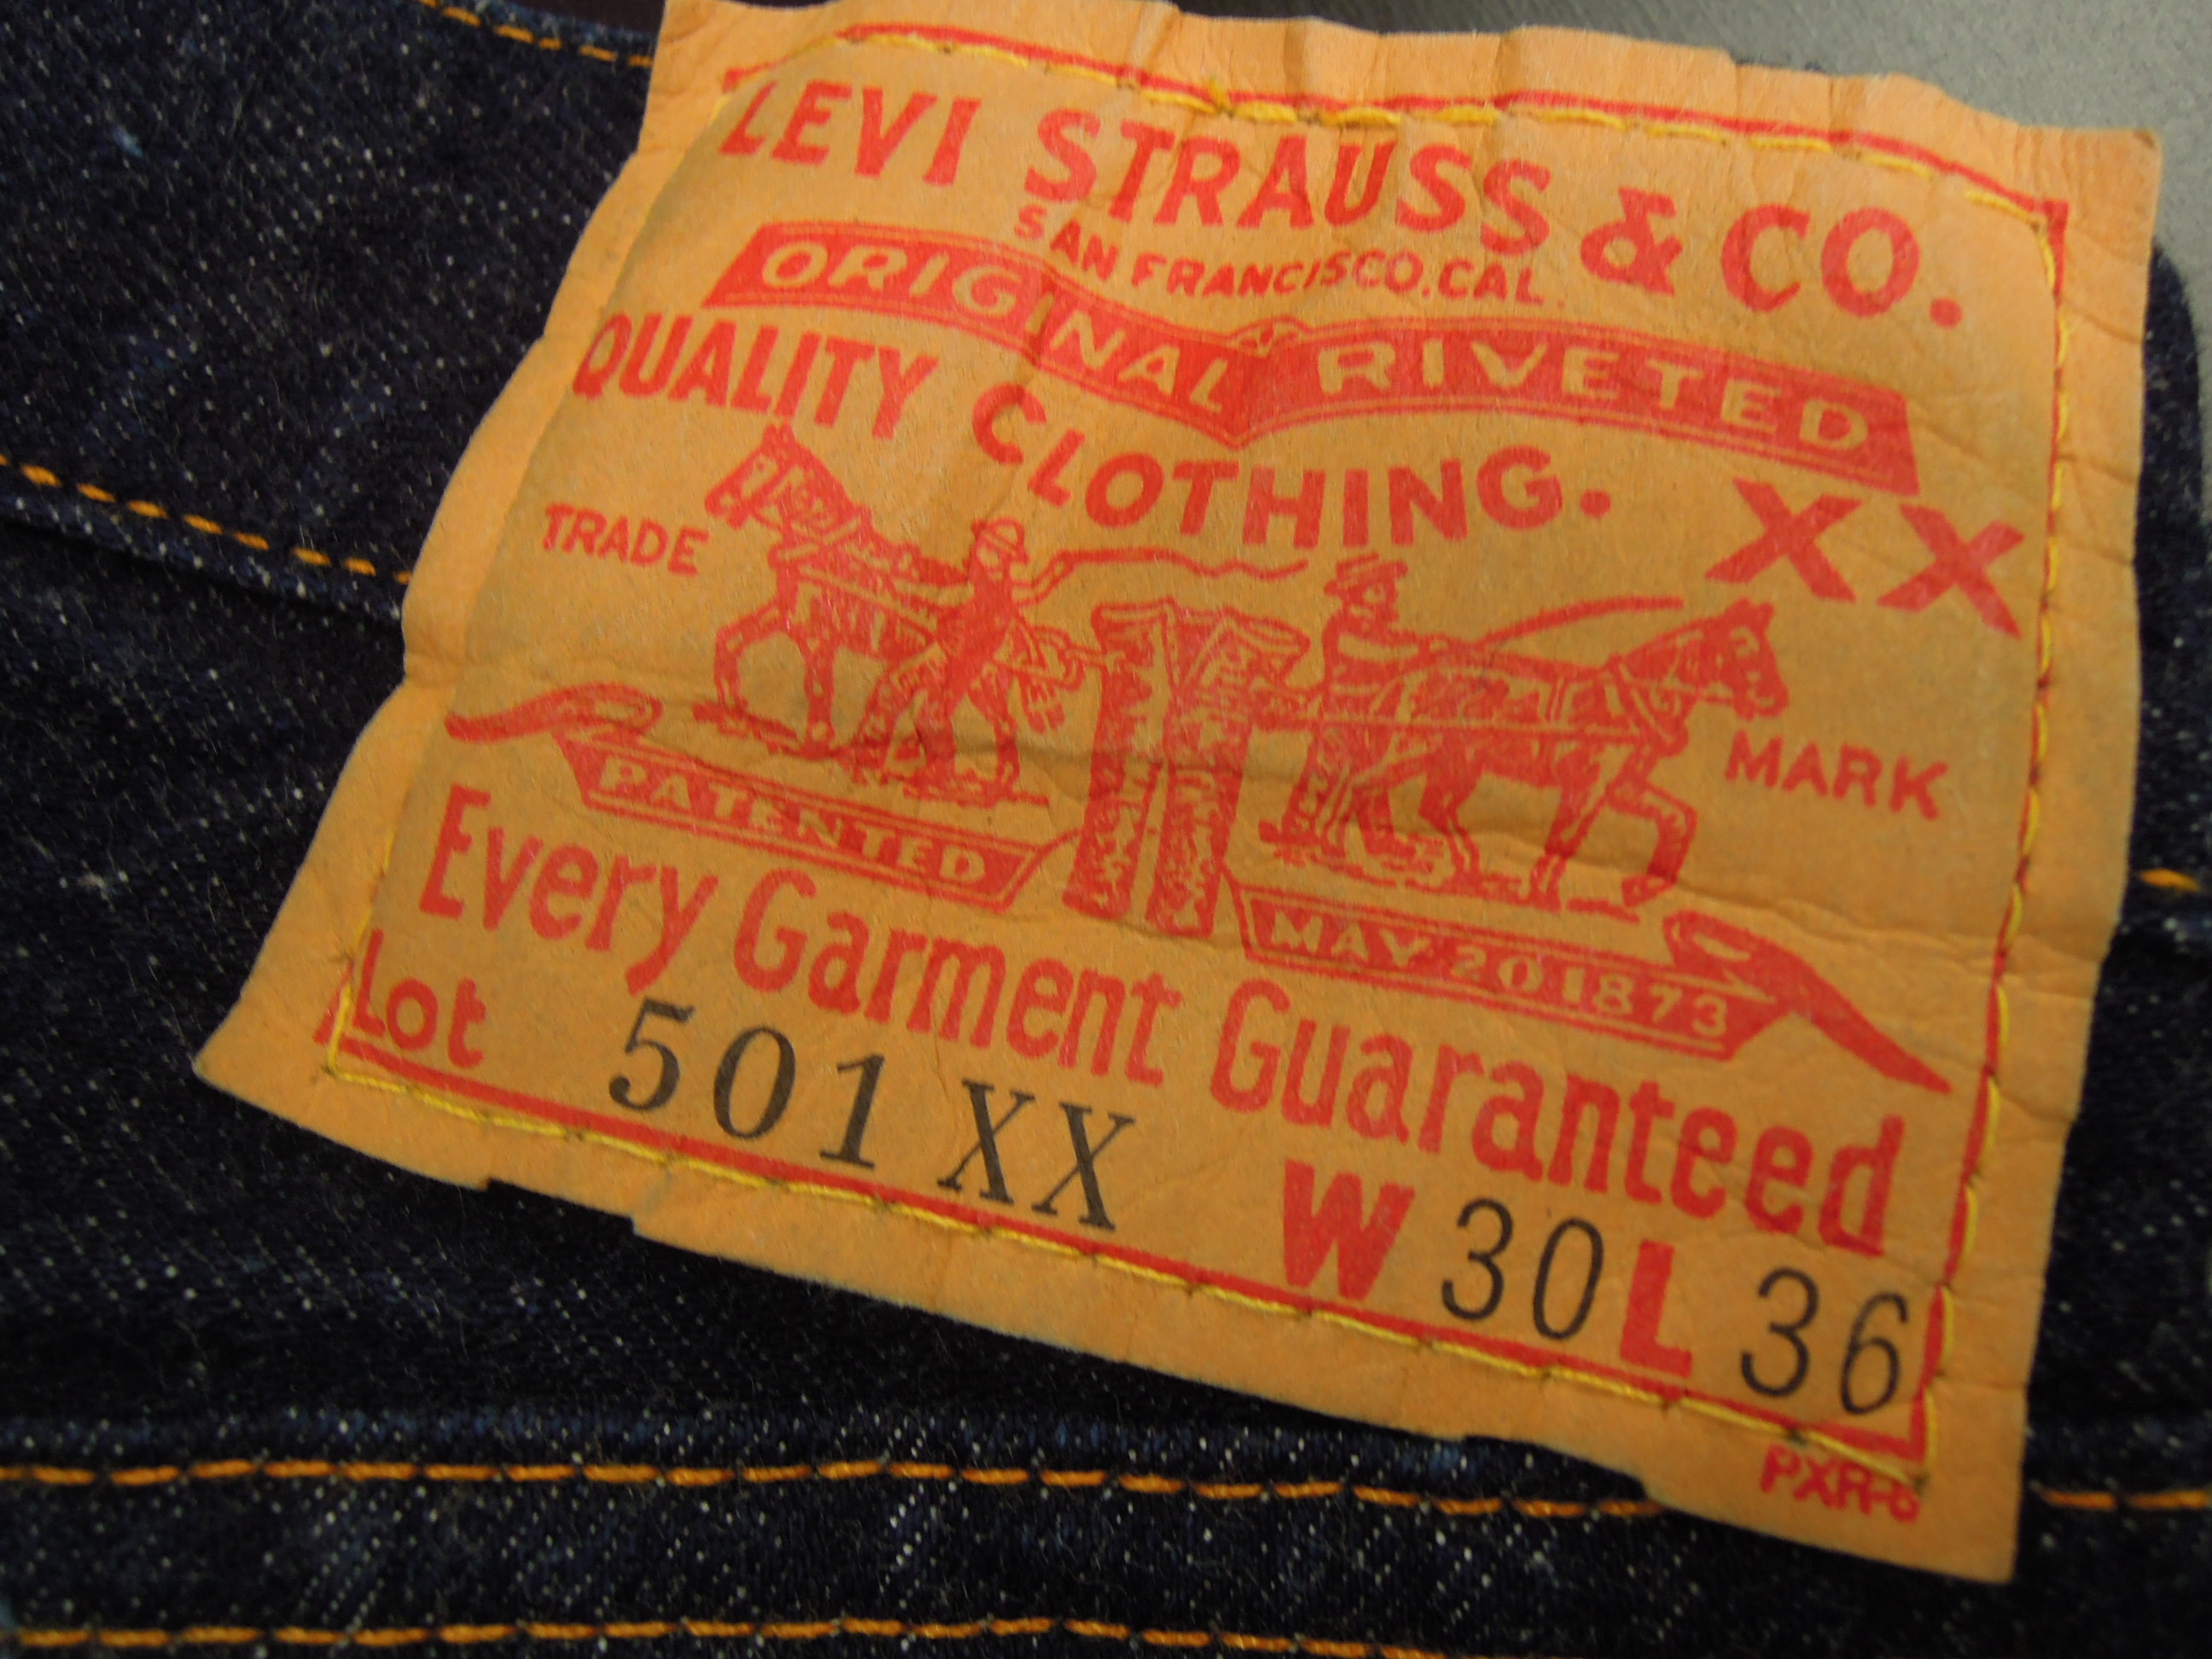 LEVI STRAUSS & CO.
SAN FRANCISCO.CAL.
ORIGINAL RIVETED
QUALITY CLOTHING.
XX
TRADE MARK
PATENTED
MAY 20 1873
Every Garment Guaranteed
Lot 501 XX
W 30 L 36